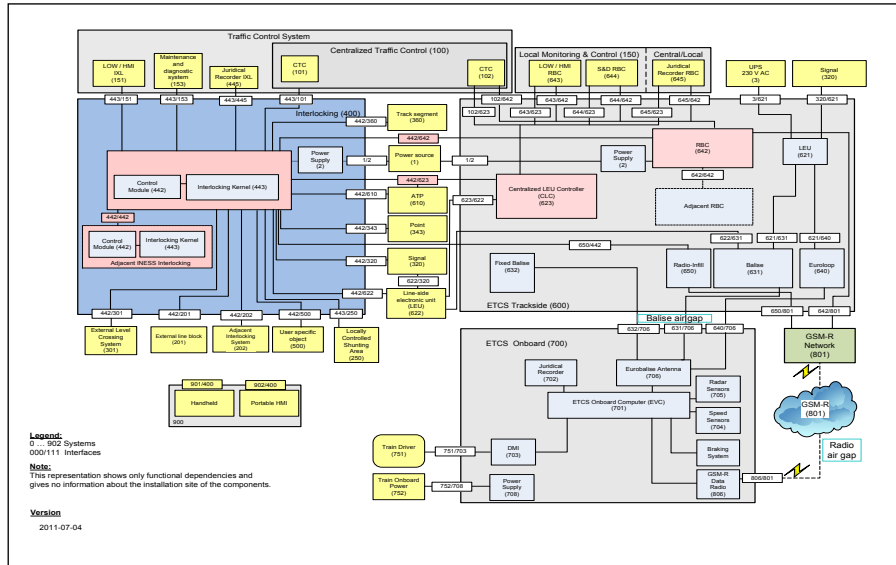 Traffic Control System
Centralized Traffic Control (100)
LOW / HMI
IXL
(151)
Maintenance
and
diagnostic
system
(153)
Juridical
Recorder IXL
(445)
CTC
(101)
CTC
(102)
Local Monitoring & Control (150)
Central/Local
LOW / HMI
RBC
(643)
S&D RBC
(644)
Juridical
Recorder RBC
(645)
UPS
230 V AC
(3)
Signal
(320)
443/151
443/153
443/445
443/101
102/642
643/642
644/642
645/642
3/621
320/621
102/623
643/623
644/623
645/623
Interlocking (400)
Control
Module (442)
Interlocking Kernel (443)
442/442
Control
Module (442)
Interlocking Kernel
(443)
Adjacent INESS Interlocking
Power
Supply
(2)
442/360
442/642
1/2
442/623
442/610
442/343
442/320
442/622
Track segment
(360)
Power source
(1)
ATP
(610)
Point
(343)
Signal
(320)
622/320
Line-side
electronic unit (LEU)
(622)
1/2
623/622
Power
Supply
(2)
RBC
(642)
642/642
Adjacent RBC
LEU
(621)
Centralized LEU Controller
(CLC)
(623)
650/442
622/631
621/631
621/640
Fixed Balise
(632)
Radio-Infill
(650)
Balise
(631)
Euroloop
(640)
ETCS Trackside (600)
650/801
642/801
442/301
442/201
442/202
442/500
443/250
External Level
Crossing
System
(301)
External line block
(201)
Adjacent
Interlocking System
(202)
User specific
object
(500)
Locally
Controlled
Shunting
Area
(250)
Balise air gap
632/706
631/706
640/706
GSM-R
Network
(801)
ETCS Onboard (700)
Juridical
Recorder
(702)
Eurobalise Antenna
(706)
Radar
Sensors
(705)
ETCS Onboard Computer (EVC)
(701)
Speed
Sensors
(704)
DMI
(703)
Braking
System
Power
Supply
(708)
GSM-R
Data
Radio
(806)
806/801
GSM-R
(801)
Radio
air gap
901/400
902/400
Handheld
Portable HMI
900
Train Driver
(751)
751/703
Train Onboard
Power
(752)
752/708
Legend:
0 ... 902 Systems
000/111 Interfaces
Note:
This representation shows only functional dependencies and
gives no information about the installation site of the components.
Version
2011-07-04